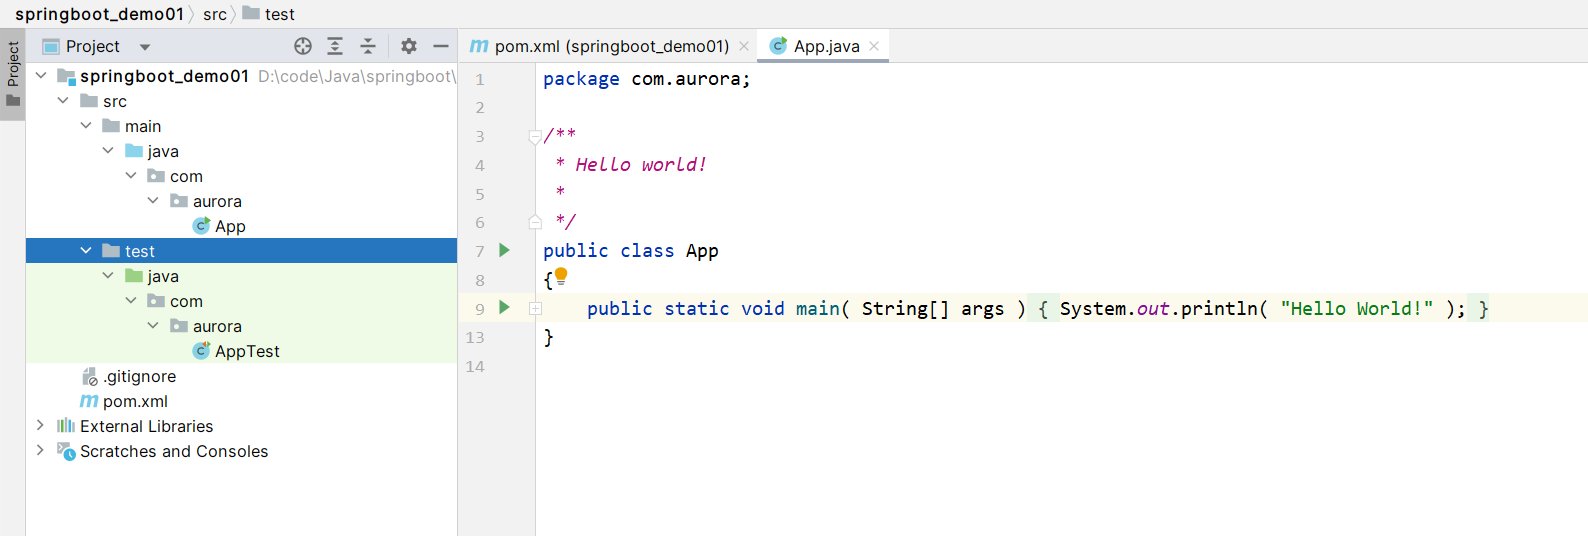 springboot_demo01 src test
Project
Project
pom.xml (springboot_demo01)
App.java
springboot_demo01 D:\code\Java\springboot\
src
main
java
com
aurora
App
test
java
com
aurora
AppTest
.gitignore
m pom.xml
External Libraries
Scratches and Consoles
1 package com.aurora;
2
3 /**
4 * Hello world!
5 *
6 */
7 public class App
8 {
9 public static void main( String[] args ) { System.out.println( "Hello World!" ); }
13 }
14